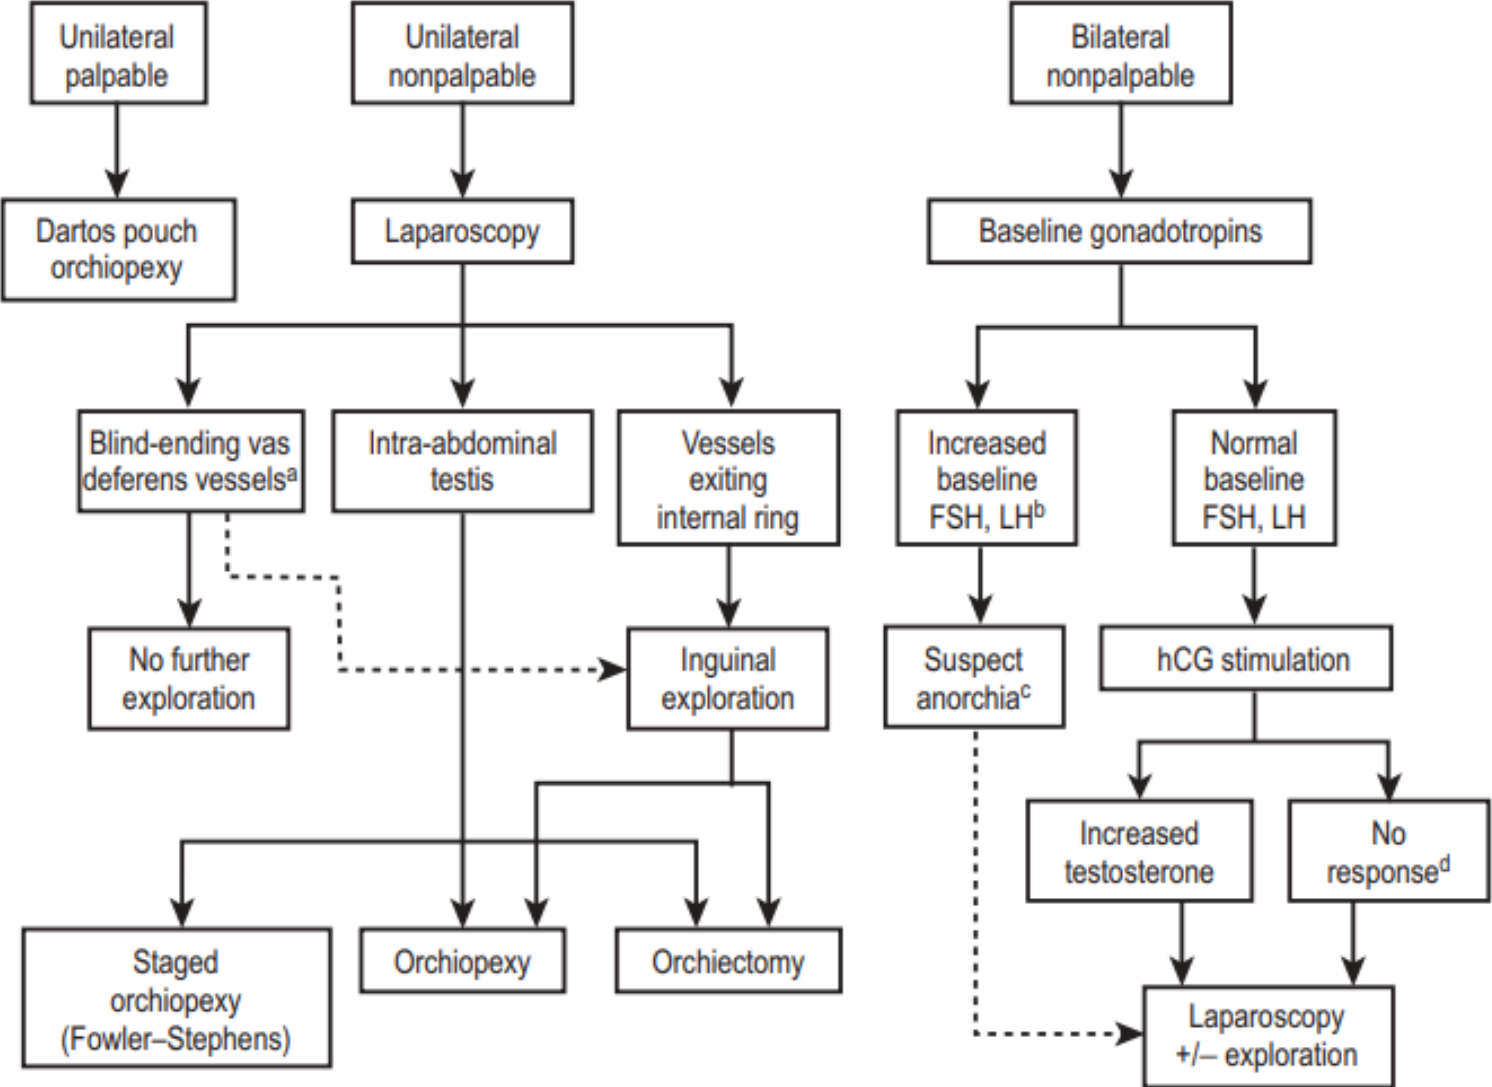 Unilateral
palpable
Unilateral
nonpalpable
Bilateral
nonpalpable
Dartos pouch
orchiopexy
Laparoscopy
Baseline gonadotropins
Blind-ending vas
deferens vesselsa
Intra-abdominal
testis
Vessels
exiting
internal ring
Increased
baseline
FSH, LHb
Normal
baseline
FSH, LH
No further
exploration
Inguinal
exploration
Suspect
anorchiac
hCG stimulation
Increased
testosterone
No
responsed
Staged
orchiopexy
(Fowler–Stephens)
Orchiopexy
Orchiectomy
Laparoscopy
+/– exploration